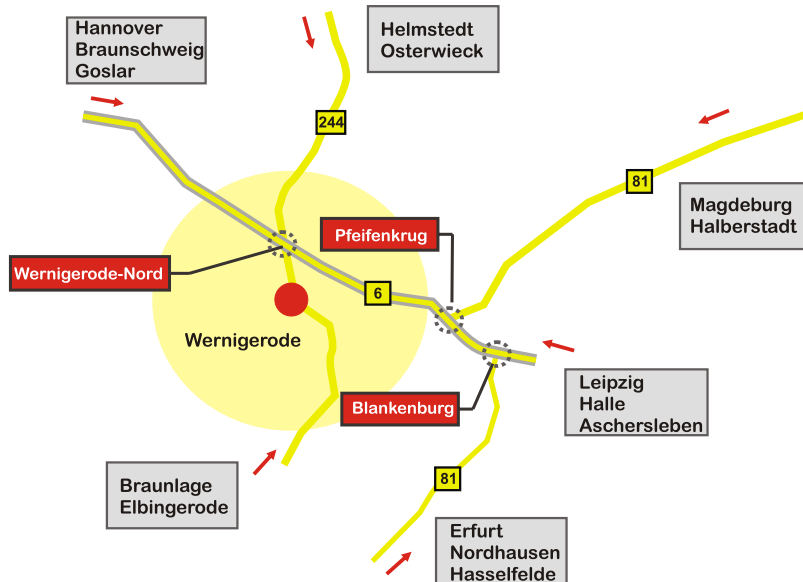 Hannover
Braunschweig
Goslar
Helmstedt
Osterwieck
244
81
Magdeburg
Halberstadt
Pfeifenkrug
Wernigerode-Nord
6
Wernigerode
Blankenburg
Leipzig
Halle
Aschersleben
Braunlage
Elbingerode
81
Erfurt
Nordhausen
Hasselfelde